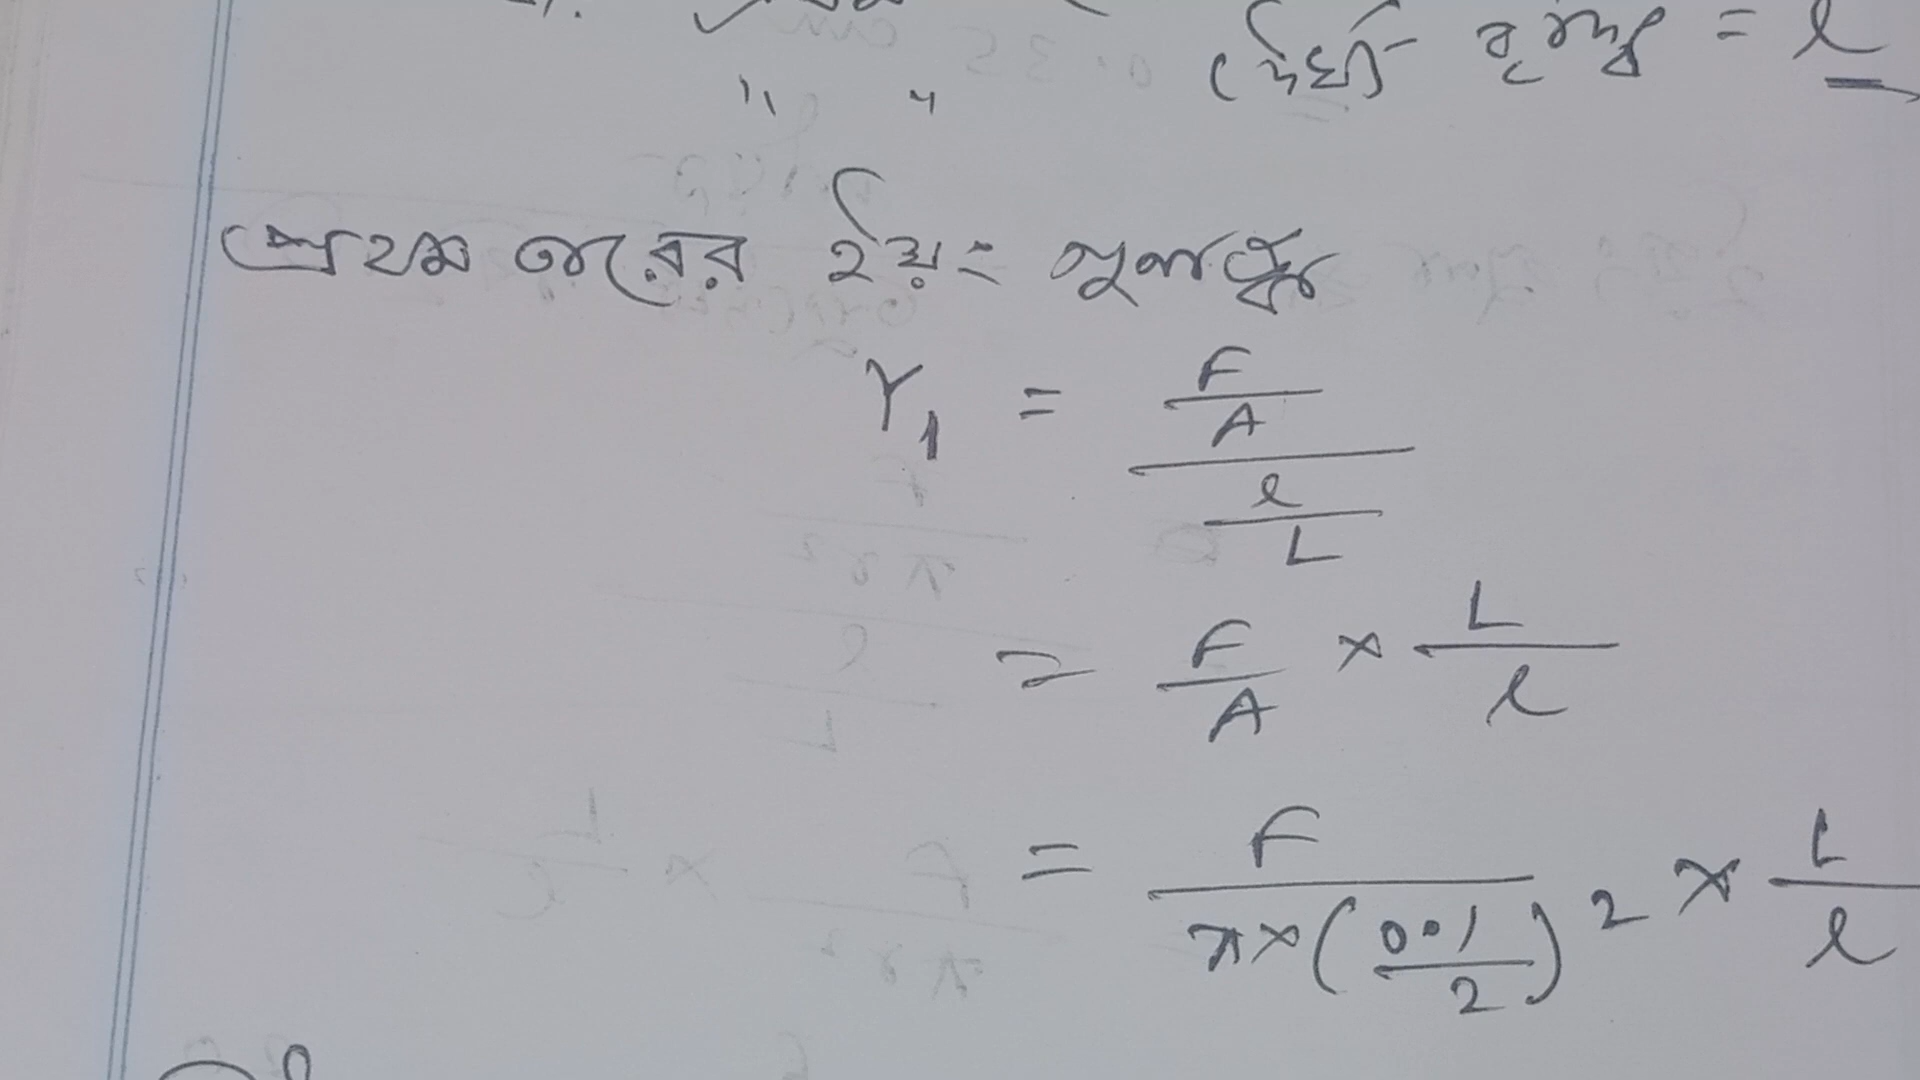 দৈর্ঘ্য বৃদ্ধি = l
" "
প্রথম তারের ইয়ং গুণাঙ্ক
Y₁ = (F/A)/(l/L)
= F/A × L/l
= F/(π×(0.1/2)²) × L/l